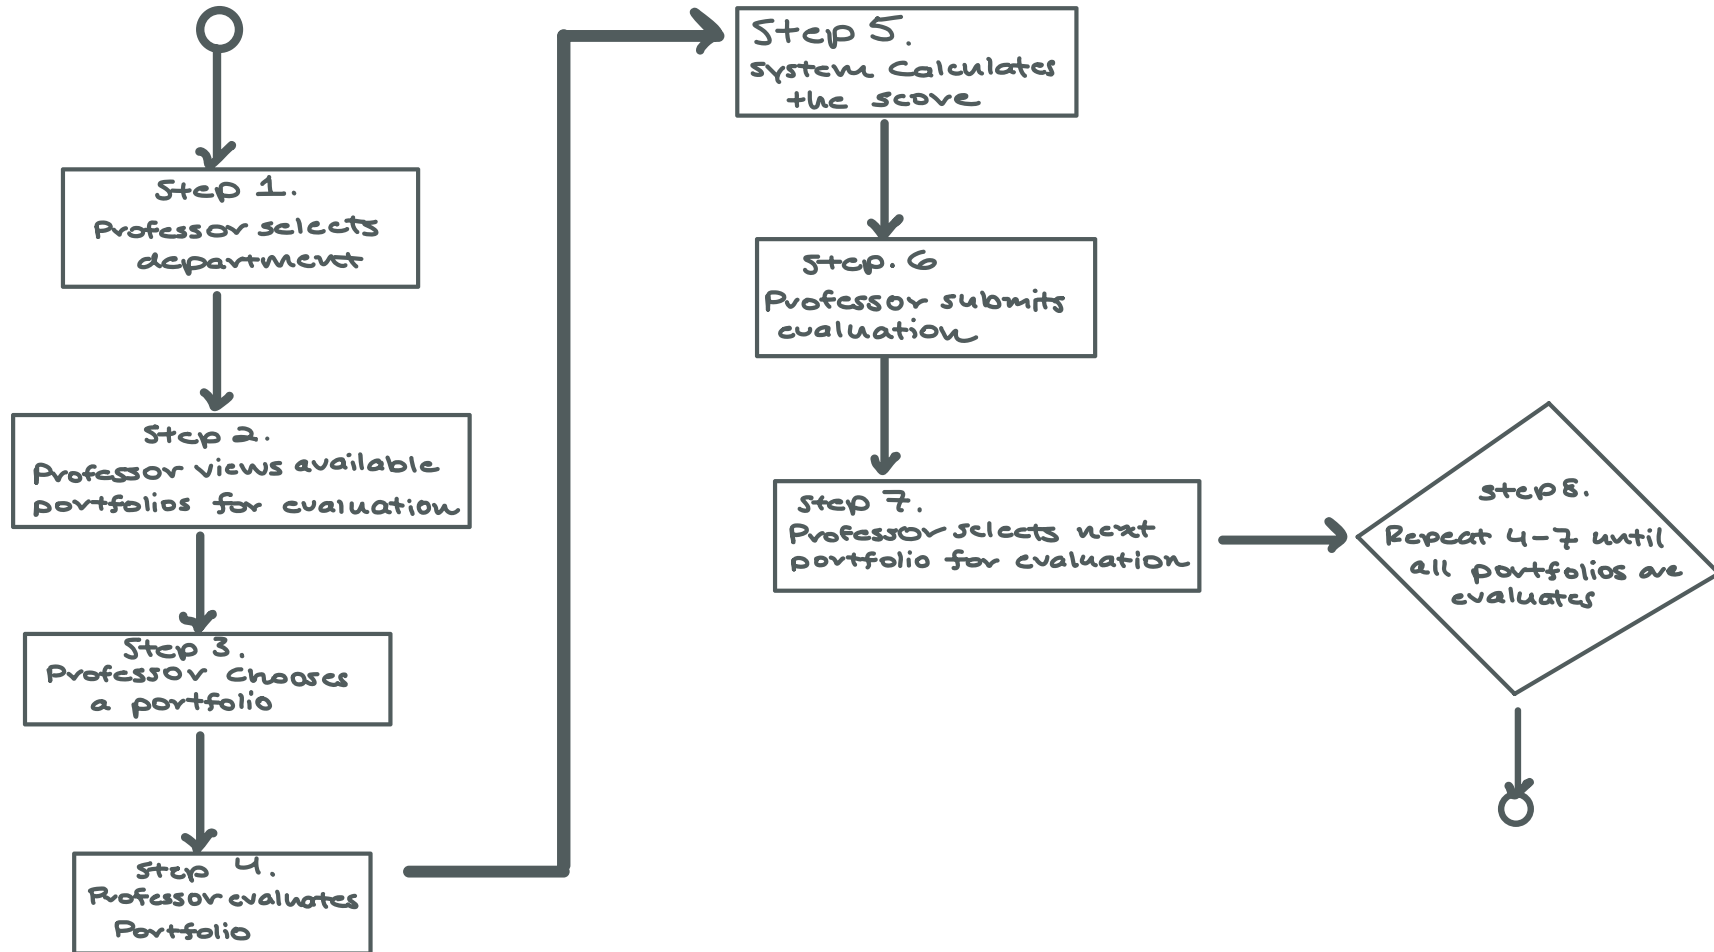 Step 1.
Professor selects
department
Step 2.
Professor views available
portfolios for evaluation
Step 3.
Professor chooses
a portfolio
Step 4.
Professor evaluates
Portfolio
Step 5.
system calculates
the score
Step. 6
Professor submits
evaluation
Step 7.
Professor selects next
portfolio for evaluation
step 8.
Repeat 4-7 until
all portfolios are
evaluates